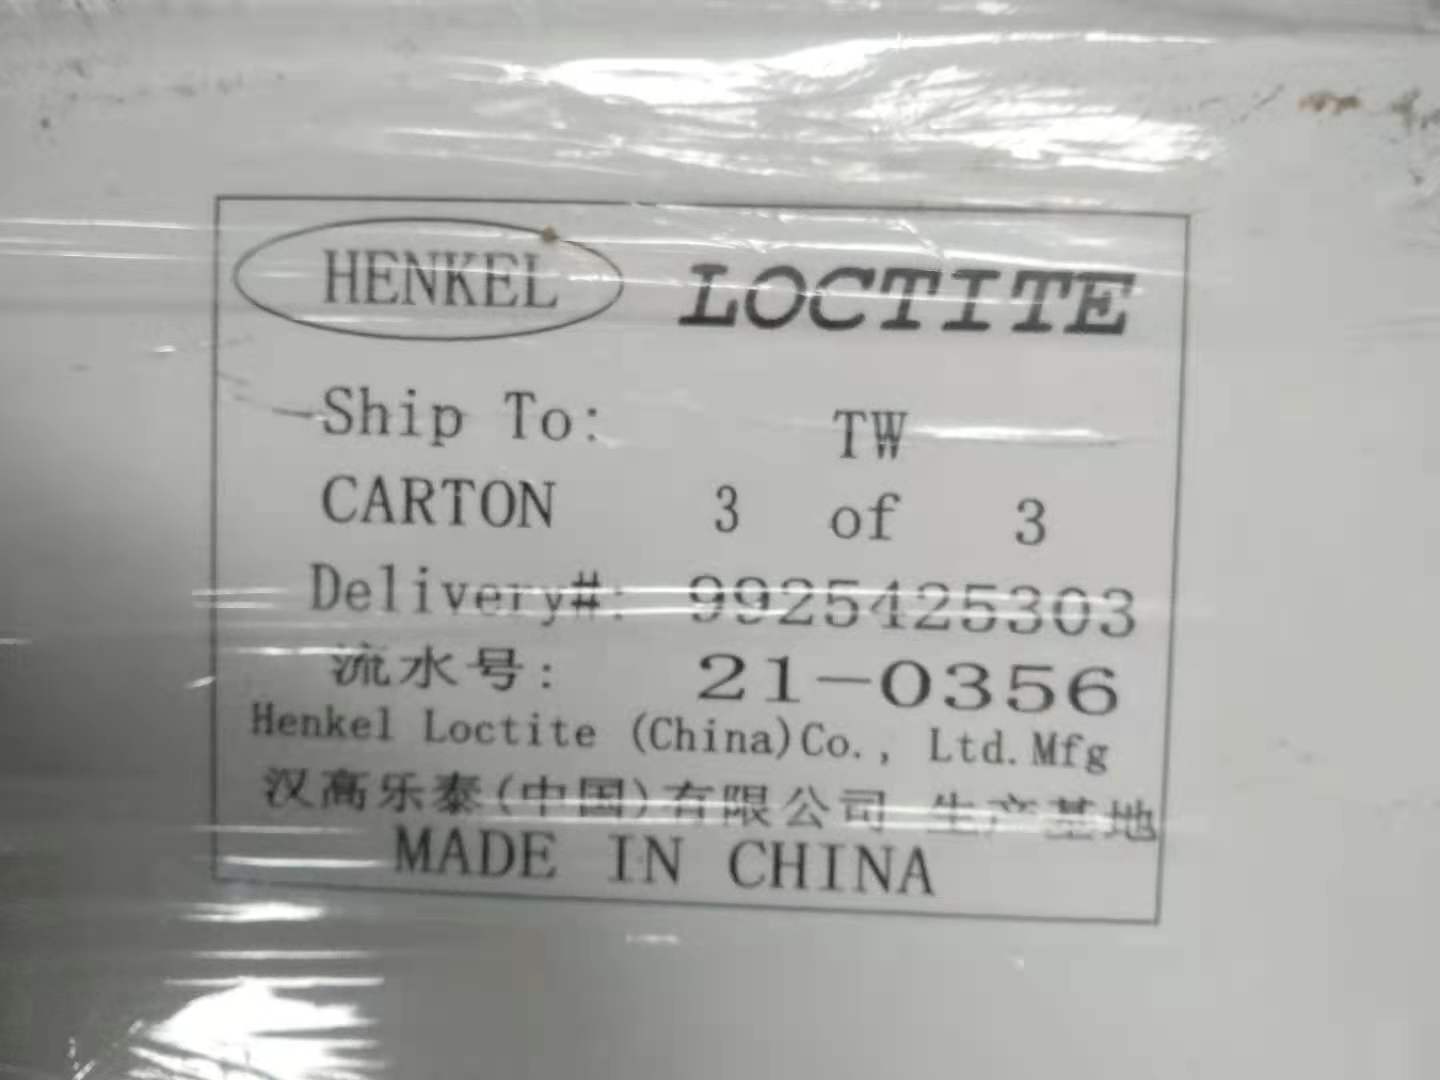 HENKEL LOCTITE
Ship To: TW
CARTON 3 of 3
Delivery#: 9925425303
流水号: 21-0356
Henkel Loctite (China)Co., Ltd.Mfg
汉高乐泰(中国)有限公司 生产基地
MADE IN CHINA